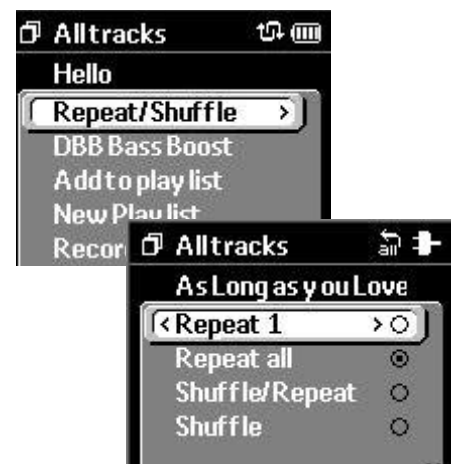 Alltracks
Hello
Repeat/Shuffle >
DBB Bass Boost
Add to play list
New Play list
Alltracks
all
As Long as you Love
< Repeat 1 >
Repeat all
Shuffle/Repeat
Shuffle